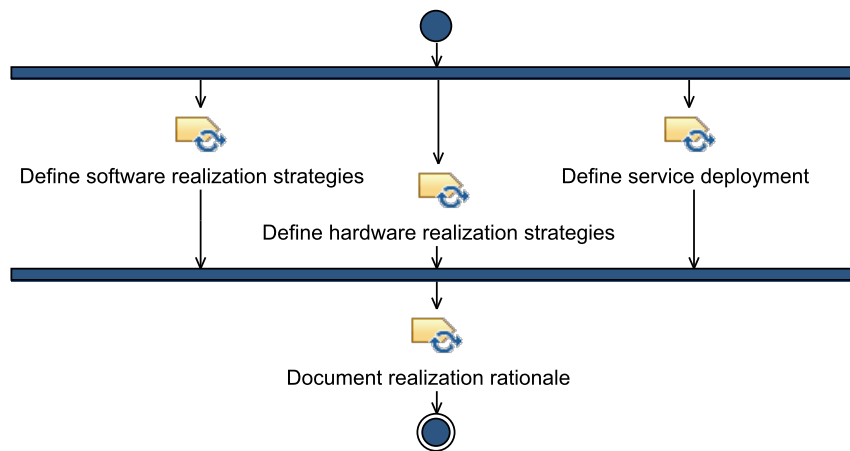 Define software realization strategies
Define service deployment
Define hardware realization strategies
Document realization rationale